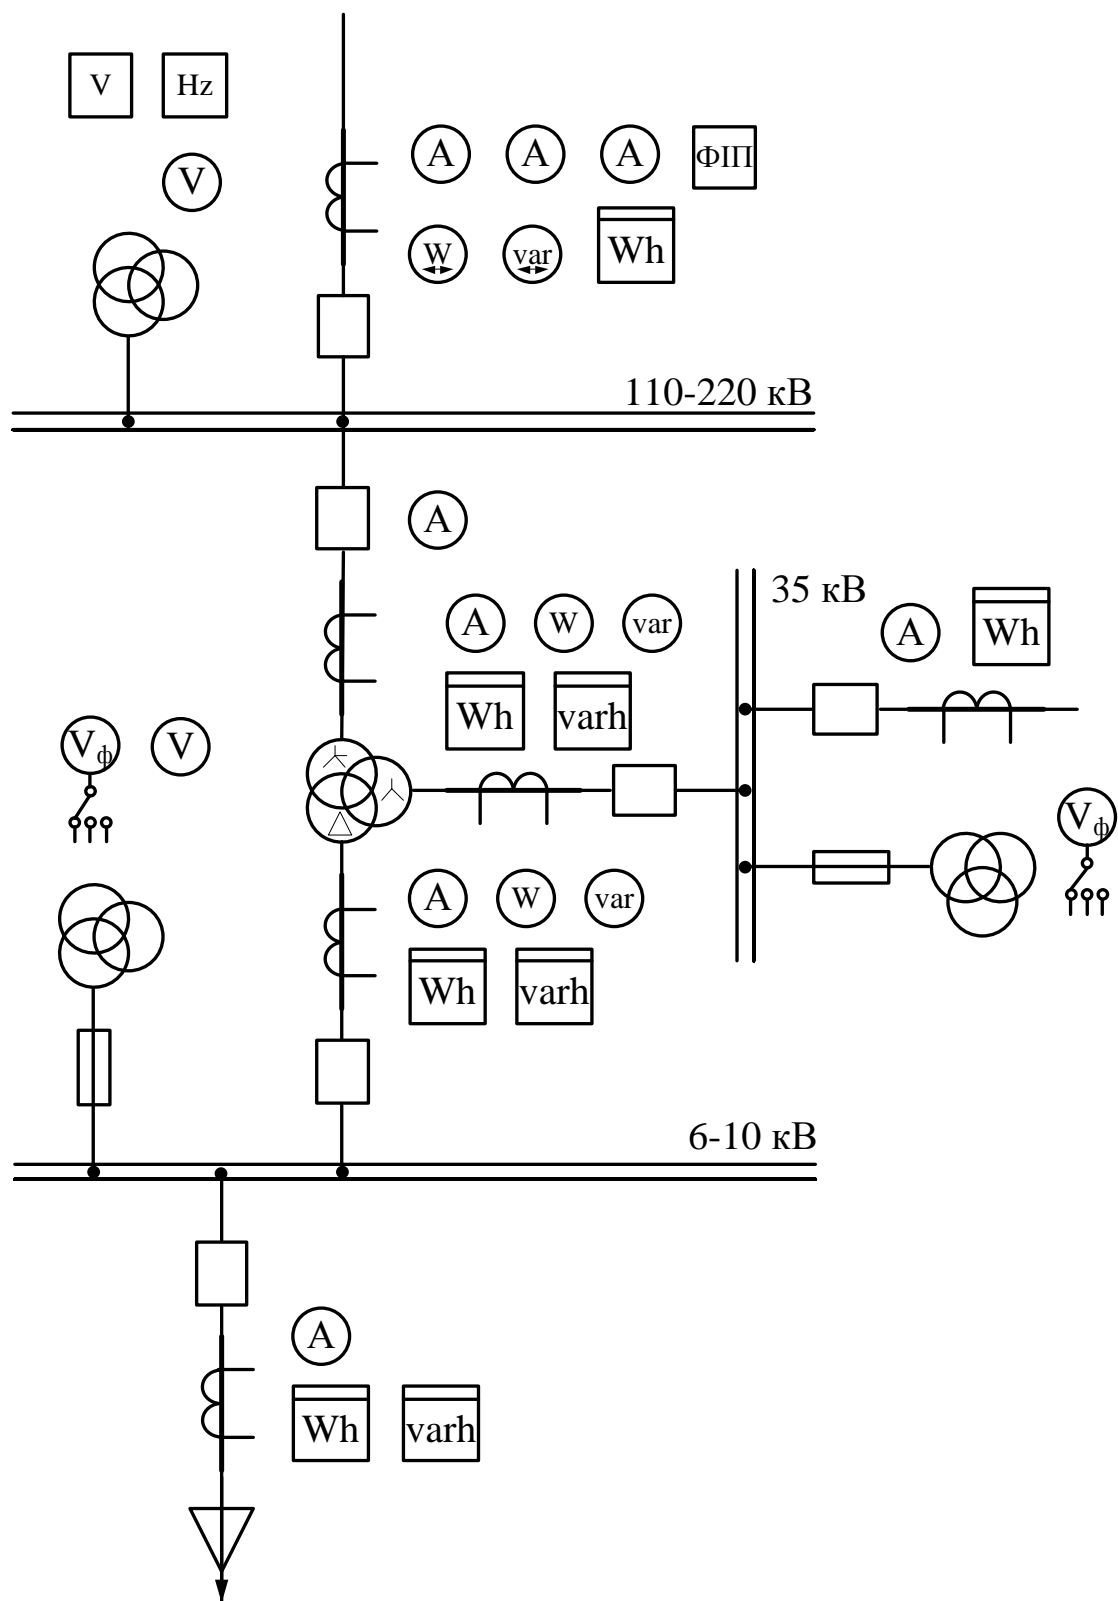 V Hz
A A A ФІП
V
W var Wh
110-220 кВ
A
35 кВ
A Wh
A W var
Wh varh
Vф V
Vф
A W var
Wh varh
6-10 кВ
A
Wh varh